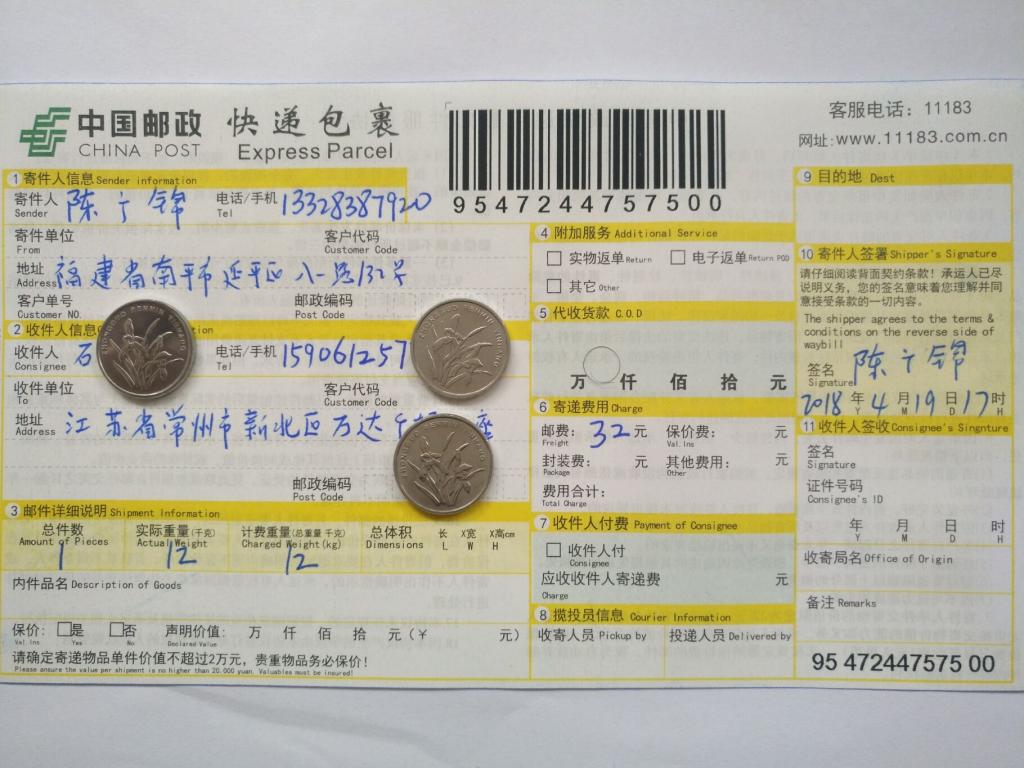 中国邮政 快递包裹
CHINA POST Express Parcel
9547244757500
客服电话：11183
网址:www.11183.com.cn
1 寄件人信息 Sender information
寄件人 Sender 陈广锦 电话/手机 Tel 13328387920
寄件单位 From 客户代码 Customer Code
地址 Address 福建省南平市延平区八一路132号
客户单号 Customer NO. 邮政编码 Post Code
2 收件人信息
收件人 Consignee 石 电话/手机 Tel 159061257
收件单位 To 客户代码 Customer Code
地址 Address 江苏省常州市新北区万达 座
邮政编码 Post Code
3 邮件详细说明 Shipment Information
总件数 实际重量(千克) 计费重量(总重量 千克) 总体积 长 X宽 X高cm
Amount of Pieces Actual Weight Charged Weight(kg) Dimensions L W H
1 12 12
内件品名 Description of Goods
保价: 是 否 声明价值: 万 仟 佰 拾 元(¥ 元)
Val.Ins Yes No Declared Value
请确定寄递物品单件价值不超过2万元，贵重物品务必保价!
Please ensure the value per shipment is no higher than 20.000 yuan. Valuables must be insured!
4 附加服务 Additional Service
实物返单 Return 电子返单 Return POD
其它 Other
5 代收货款 C.O.D
万 仟 佰 拾 元
6 寄递费用 Charge
邮费: 32 元 保价费: 元
Freight Val.Ins
封装费: 元 其他费用: 元
Package Other
费用合计:
Total Charge
7 收件人付费 Payment of Consignee
收件人付
Consignee
应收收件人寄递费 元
Charge
8 揽投员信息 Courier Information
收寄人员 Pickup by 投递人员 Delivered by
9 目的地 Dest
10 寄件人签署 Shipper's Signature
请仔细阅读背面契约条款! 承运人已尽
说明义务，您的签名意味着您理解并同
意接受条款的一切内容。
The shipper agrees to the terms &
conditions on the reverse side of
waybill
签名 Signature 陈广锦
2018 年 4 月 19 日 17 时
Y M D H
11 收件人签收 Consignee's Singnture
签名
Signature
证件号码
Consigne's ID
年 月 日 时
Y M D H
收寄局名 Office of Origin
备注 Remarks
95 472447575 00